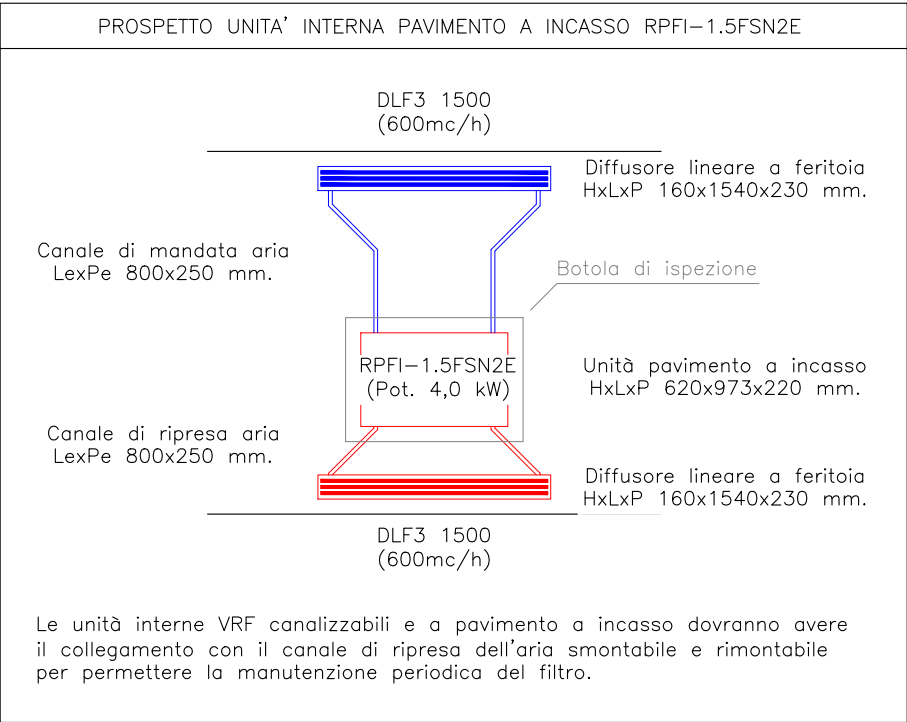 PROSPETTO UNITA' INTERNA PAVIMENTO A INCASSO RPFI-1.5FSN2E
DLF3 1500
(600mc/h)
Diffusore lineare a feritoia
HxLxP 160x1540x230 mm.
Canale di mandata aria
LexPe 800x250 mm.
Botola di ispezione
RPFI-1.5FSN2E
(Pot. 4,0 kW)
Unità pavimento a incasso
HxLxP 620x973x220 mm.
Canale di ripresa aria
LexPe 800x250 mm.
Diffusore lineare a feritoia
HxLxP 160x1540x230 mm.
DLF3 1500
(600mc/h)
Le unità interne VRF canalizzabili e a pavimento a incasso dovranno avere
il collegamento con il canale di ripresa dell'aria smontabile e rimontabile
per permettere la manutenzione periodica del filtro.